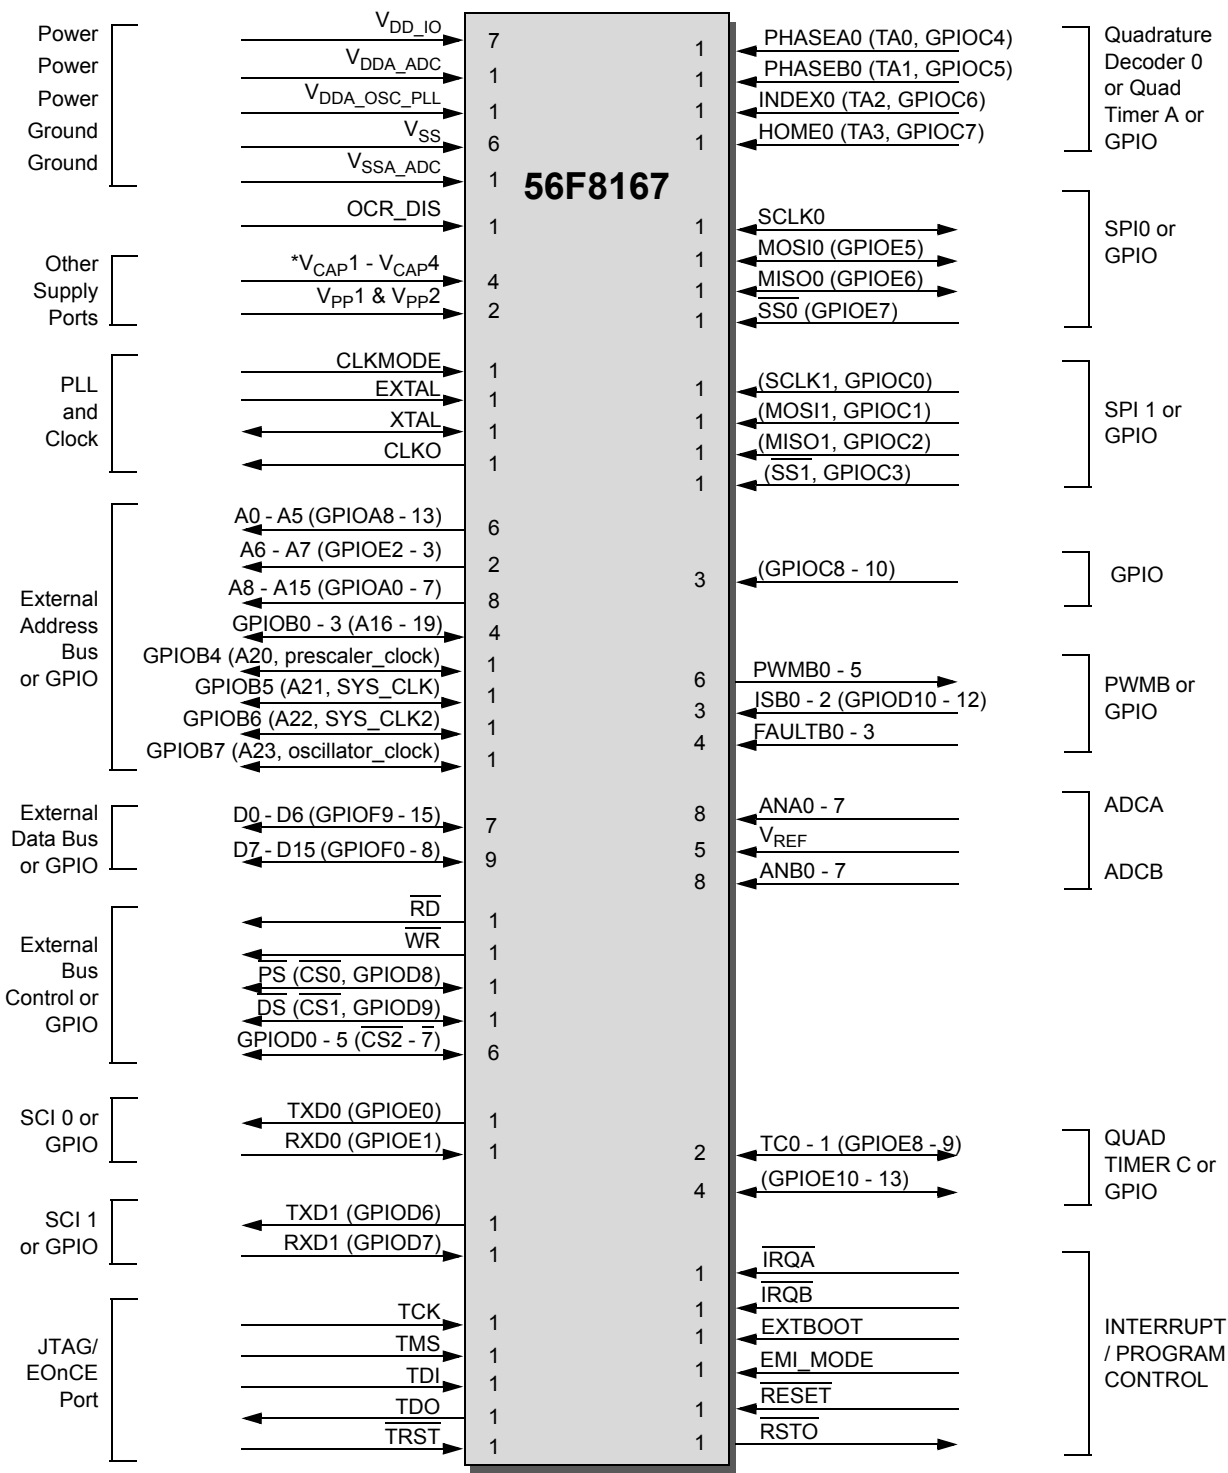 56F8167
Power
Power
Power
Ground
Ground
VDD_IO
7
VDDA_ADC
1
VDDA_OSC_PLL
1
VSS
6
VSSA_ADC
1
OCR_DIS
1
Other
Supply
Ports
*VCAP1 - VCAP4
4
VPP1 & VPP2
2
PLL
and
Clock
CLKMODE
1
EXTAL
1
XTAL
1
CLKO
1
External
Address
Bus
or GPIO
A0 - A5 (GPIOA8 - 13)
6
A6 - A7 (GPIOE2 - 3)
2
A8 - A15 (GPIOA0 - 7)
8
GPIOB0 - 3 (A16 - 19)
4
GPIOB4 (A20, prescaler_clock)
1
GPIOB5 (A21, SYS_CLK)
1
GPIOB6 (A22, SYS_CLK2)
1
GPIOB7 (A23, oscillator_clock)
1
External
Data Bus
or GPIO
D0 - D6 (GPIOF9 - 15)
7
D7 - D15 (GPIOF0 - 8)
9
External
Bus
Control or
GPIO
RD
1
WR
1
PS (CS0, GPIOD8)
1
DS (CS1, GPIOD9)
1
GPIOD0 - 5 (CS2 - 7)
6
SCI 0 or
GPIO
TXD0 (GPIOE0)
1
RXD0 (GPIOE1)
1
SCI 1
or GPIO
TXD1 (GPIOD6)
1
RXD1 (GPIOD7)
1
JTAG/
EOnCE
Port
TCK
1
TMS
1
TDI
1
TDO
1
TRST
1
1
PHASEA0 (TA0, GPIOC4)
1
PHASEB0 (TA1, GPIOC5)
1
INDEX0 (TA2, GPIOC6)
1
HOME0 (TA3, GPIOC7)
Quadrature
Decoder 0
or Quad
Timer A or
GPIO
1
SCLK0
1
MOSI0 (GPIOE5)
1
MISO0 (GPIOE6)
1
SS0 (GPIOE7)
SPI0 or
GPIO
1
(SCLK1, GPIOC0)
1
(MOSI1, GPIOC1)
1
(MISO1, GPIOC2)
1
(SS1, GPIOC3)
SPI 1 or
GPIO
3
(GPIOC8 - 10)
GPIO
6
PWMB0 - 5
3
ISB0 - 2 (GPIOD10 - 12)
4
FAULTB0 - 3
PWMB or
GPIO
8
ANA0 - 7
5
VREF
8
ANB0 - 7
ADCA
ADCB
2
TC0 - 1 (GPIOE8 - 9)
4
(GPIOE10 - 13)
QUAD
TIMER C or
GPIO
1
IRQA
1
IRQB
1
EXTBOOT
1
EMI_MODE
1
RESET
1
RSTO
INTERRUPT
/ PROGRAM
CONTROL